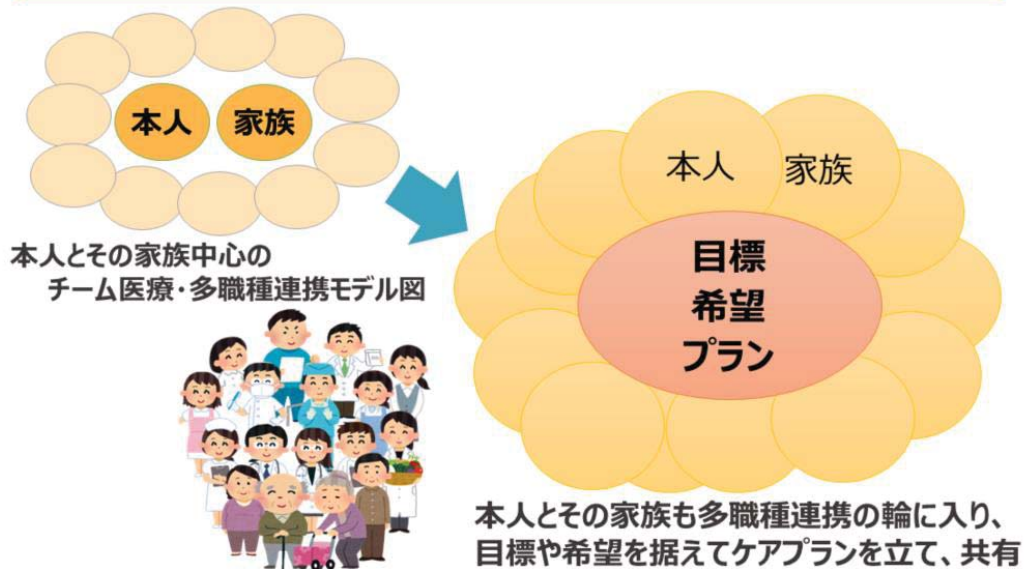 本人 家族
本人とその家族中心の
チーム医療・多職種連携モデル図
本人 家族
目標
希望
プラン
本人とその家族も多職種連携の輪に入り、
目標や希望を据えてケアプランを立て、共有